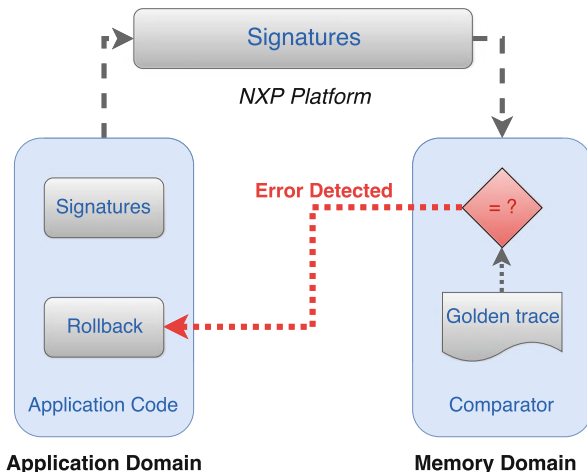 Signatures
NXP Platform
Error Detected
Signatures
= ?
Rollback
Golden trace
Application Code
Comparator
Application Domain
Memory Domain